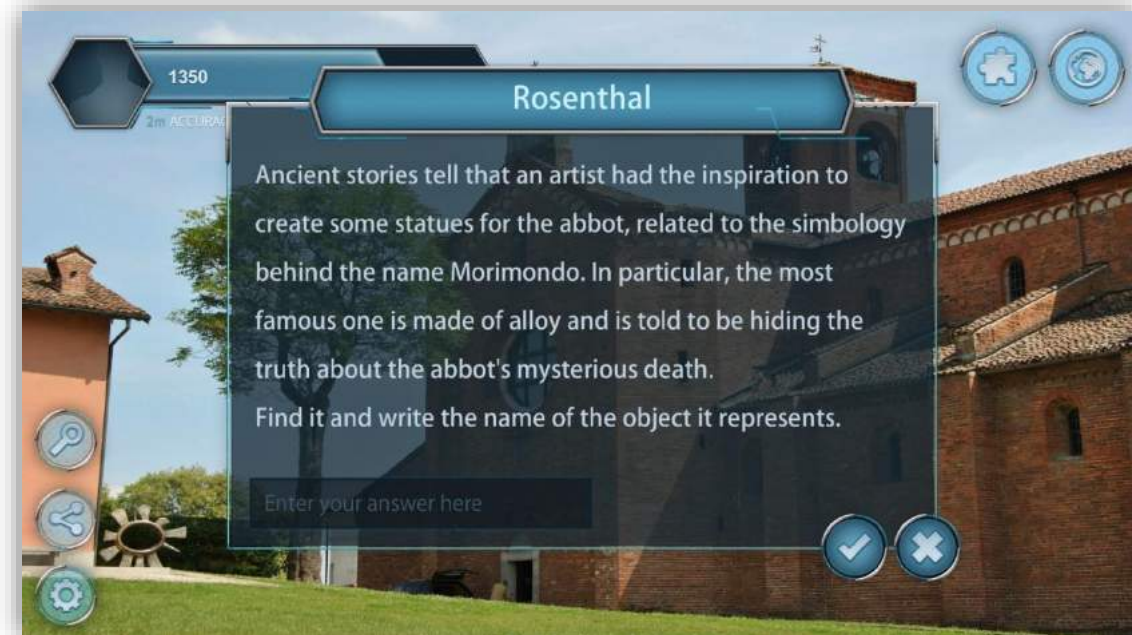 1350
Rosenthal
2m ACCURAC
Ancient stories tell that an artist had the inspiration to
create some statues for the abbot, related to the simbology
behind the name Morimondo. In particular, the most
famous one is made of alloy and is told to be hiding the
truth about the abbot's mysterious death.
Find it and write the name of the object it represents.
Enter your answer here